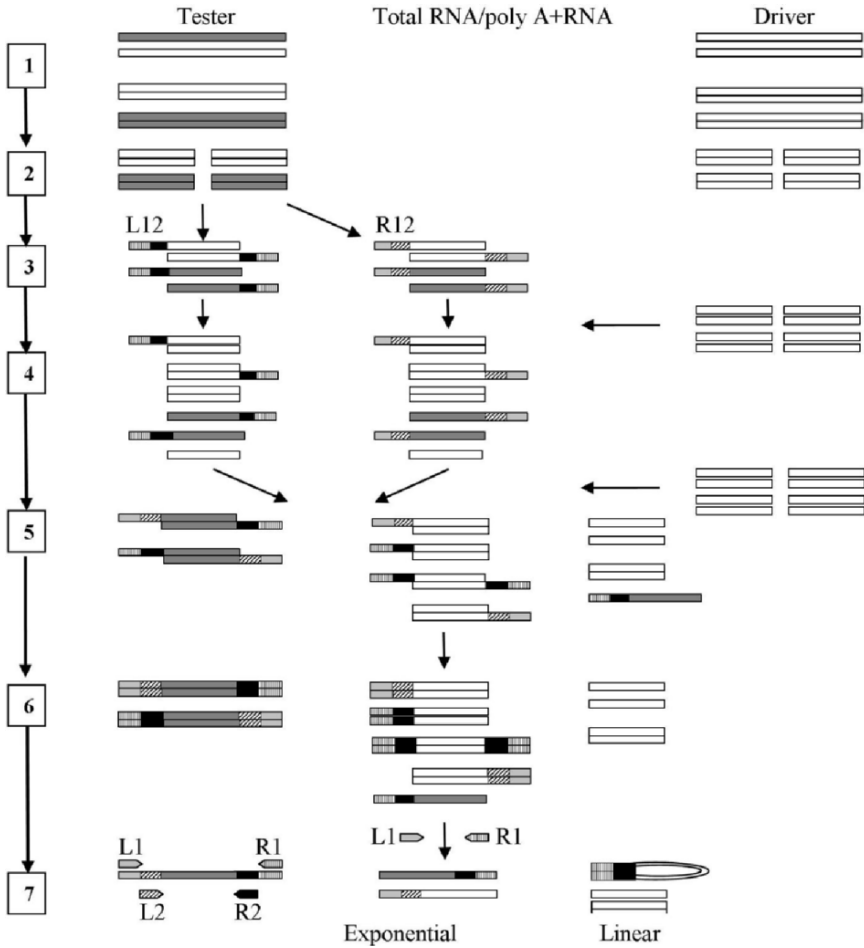 Tester Total RNA/poly A+RNA Driver
1
2
L12 R12
3
4
5
6
L1 R1 L1 R1
7
L2 R2
Exponential Linear